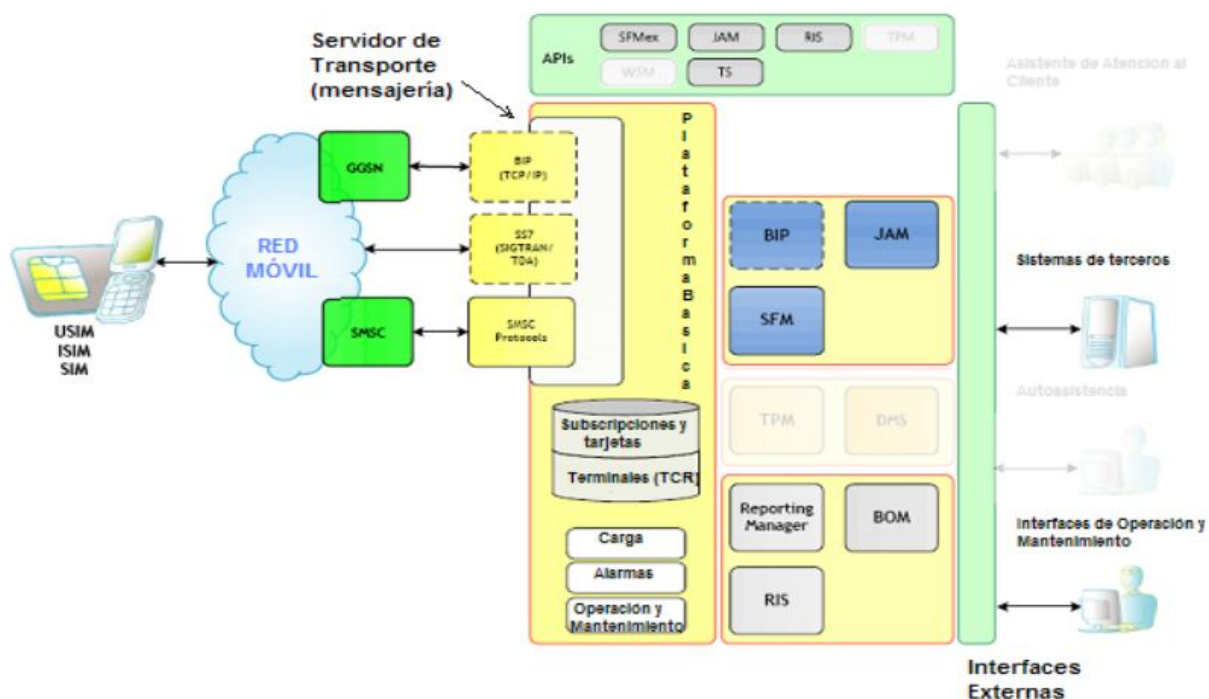 Servidor de
Transporte
(mensajería)
APIs
SFMex
JAM
RIS
TPM
WSM
TS
Asistente de Atención al
Cliente
GGSN
BIP
(TCP/IP)
Plataforma Basica
RED
MÓVIL
SS7
(SIGTRAN/
TDA)
BIP
JAM
Sistemas de terceros
USIM
ISIM
SIM
SMSC
SMSC
Protocols
SFM
Subscripciones y
tarjetas
Terminales (TCR)
TPM
DMS
Autoasistencia
Carga
Alarmas
Operación y
Mantenimiento
Reporting
Manager
BOM
RIS
Interfaces de Operación y
Mantenimiento
Interfaces
Externas